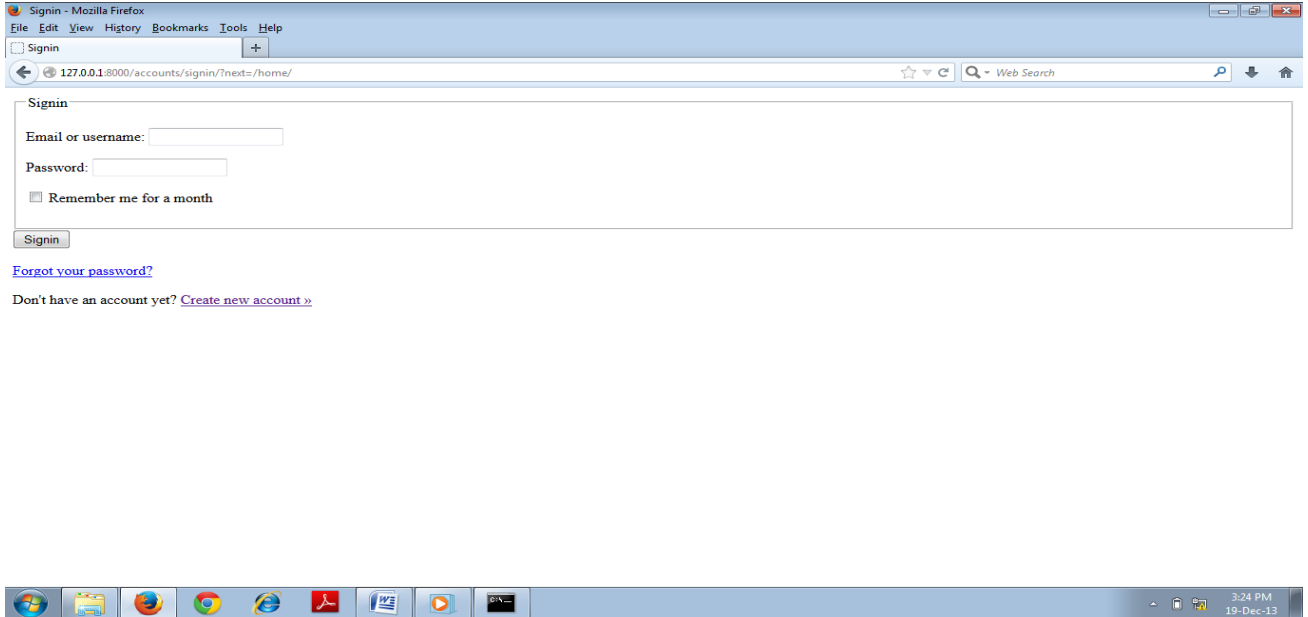 Signin - Mozilla Firefox
File Edit View History Bookmarks Tools Help
Signin
127.0.0.1:8000/accounts/signin/?next=/home/
Web Search
Signin
Email or username:
Password:
Remember me for a month
Signin
Forgot your password?
Don't have an account yet? Create new account »
3:24 PM
19-Dec-13